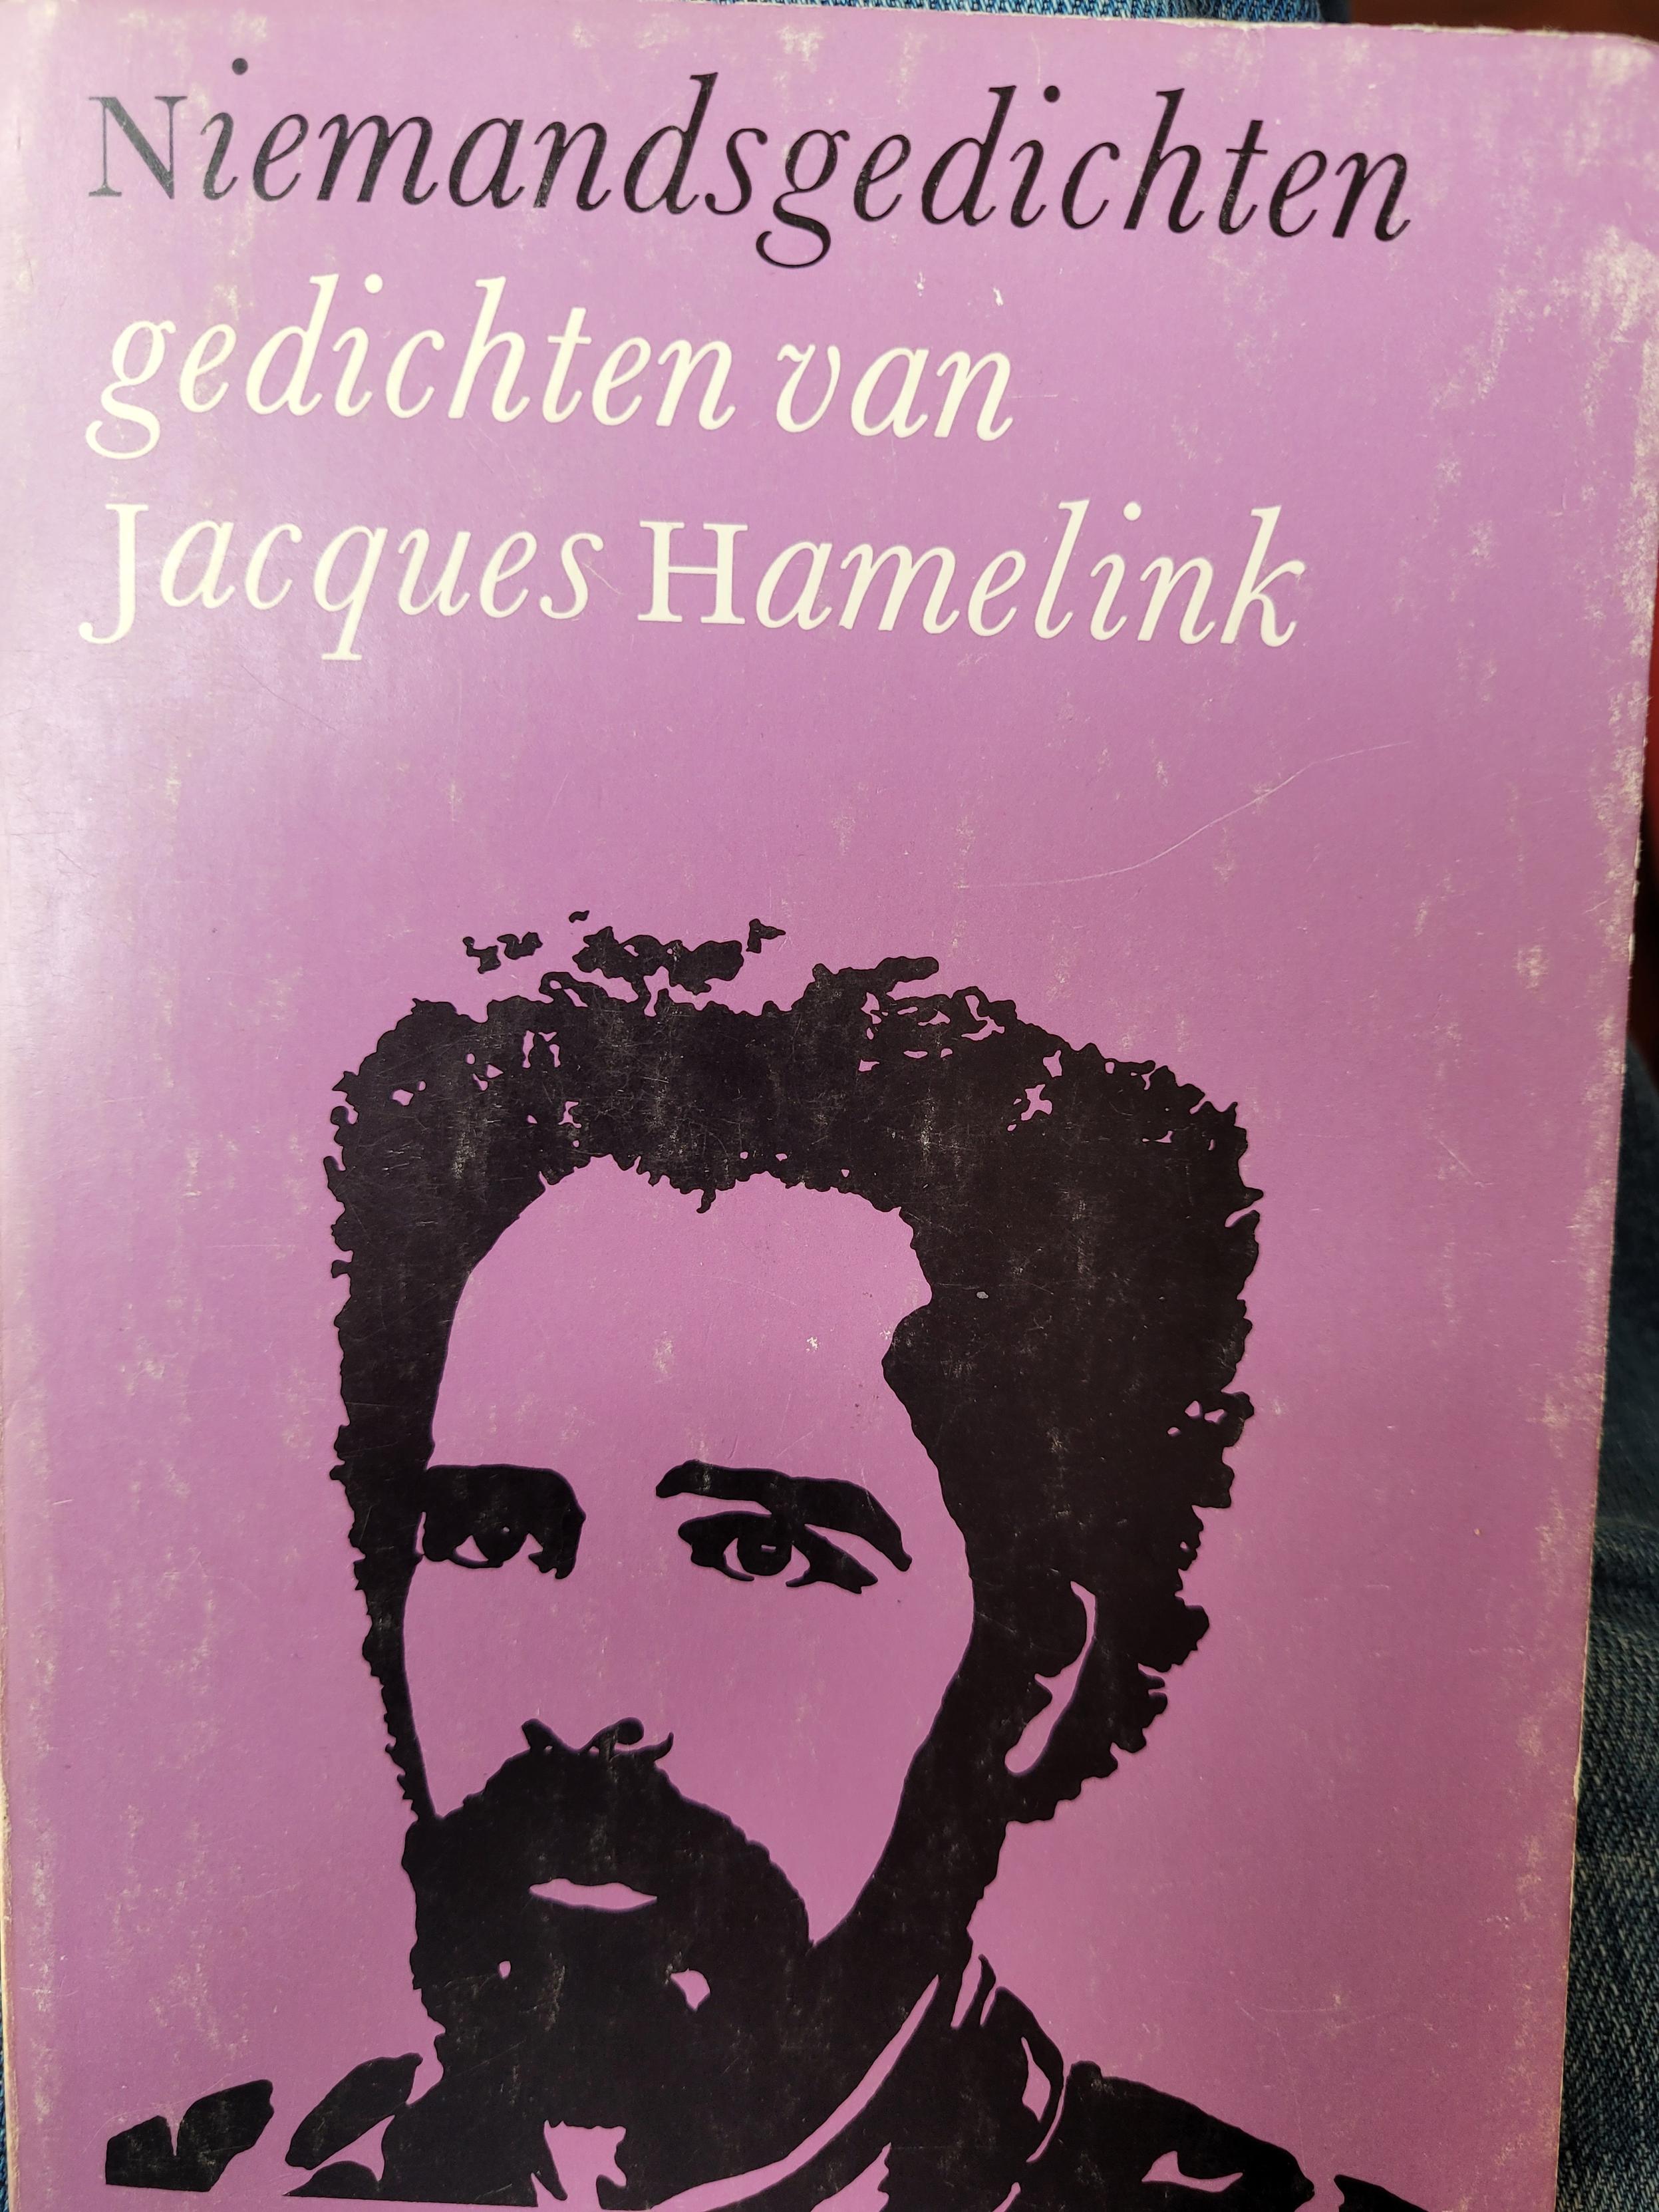 Niemandsgedichten
gedichten van
Jacques Hamelink